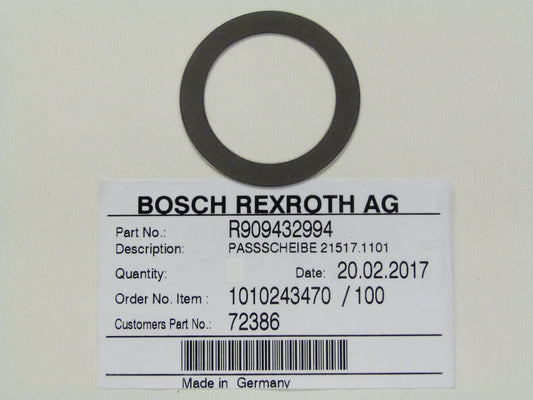 BOSCH REXROTH AG
Part No.: R909432994
Description: PASSSCHEIBE 21517.1101
Quantity: Date: 20.02.2017
Order No. Item : 1010243470 / 100
Customers Part No.: 72386
Made in Germany